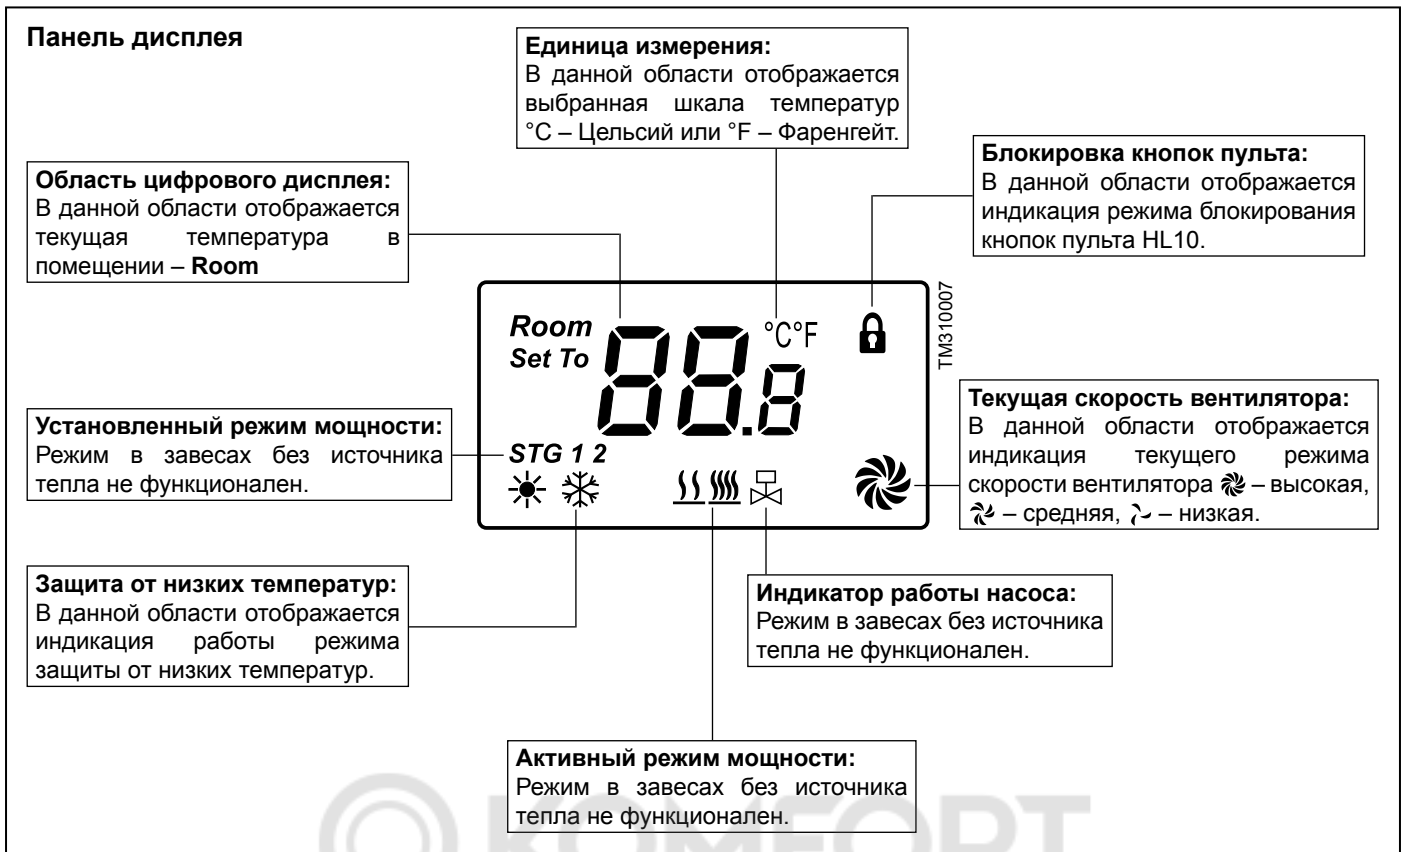 Панель дисплея
Единица измерения:
В данной области отображается
выбранная шкала температур
°C – Цельсий или °F – Фаренгейт.
Блокировка кнопок пульта:
В данной области отображается
индикация режима блокирования
кнопок пульта HL10.
Область цифрового дисплея:
В данной области отображается
текущая температура в
помещении – Room
Room
Set To
88.8
°C°F
TM310007
STG 1 2
Установленный режим мощности:
Режим в завесах без источника
тепла не функционален.
Текущая скорость вентилятора:
В данной области отображается
индикация текущего режима
скорости вентилятора – высокая,
– средняя, – низкая.
Защита от низких температур:
В данной области отображается
индикация работы режима
защиты от низких температур.
Индикатор работы насоса:
Режим в завесах без источника
тепла не функционален.
Активный режим мощности:
Режим в завесах без источника
тепла не функционален.
КОМФОРТ